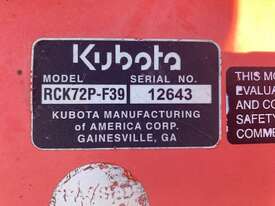 Kubota
MODEL SERIAL NO.
RCK72P-F39 12643
KUBOTA MANUFACTURING
of AMERICA CORP.
GAINESVILLE, GA
THIS MO
EVALUA
AND CO
SAFETY
COMME